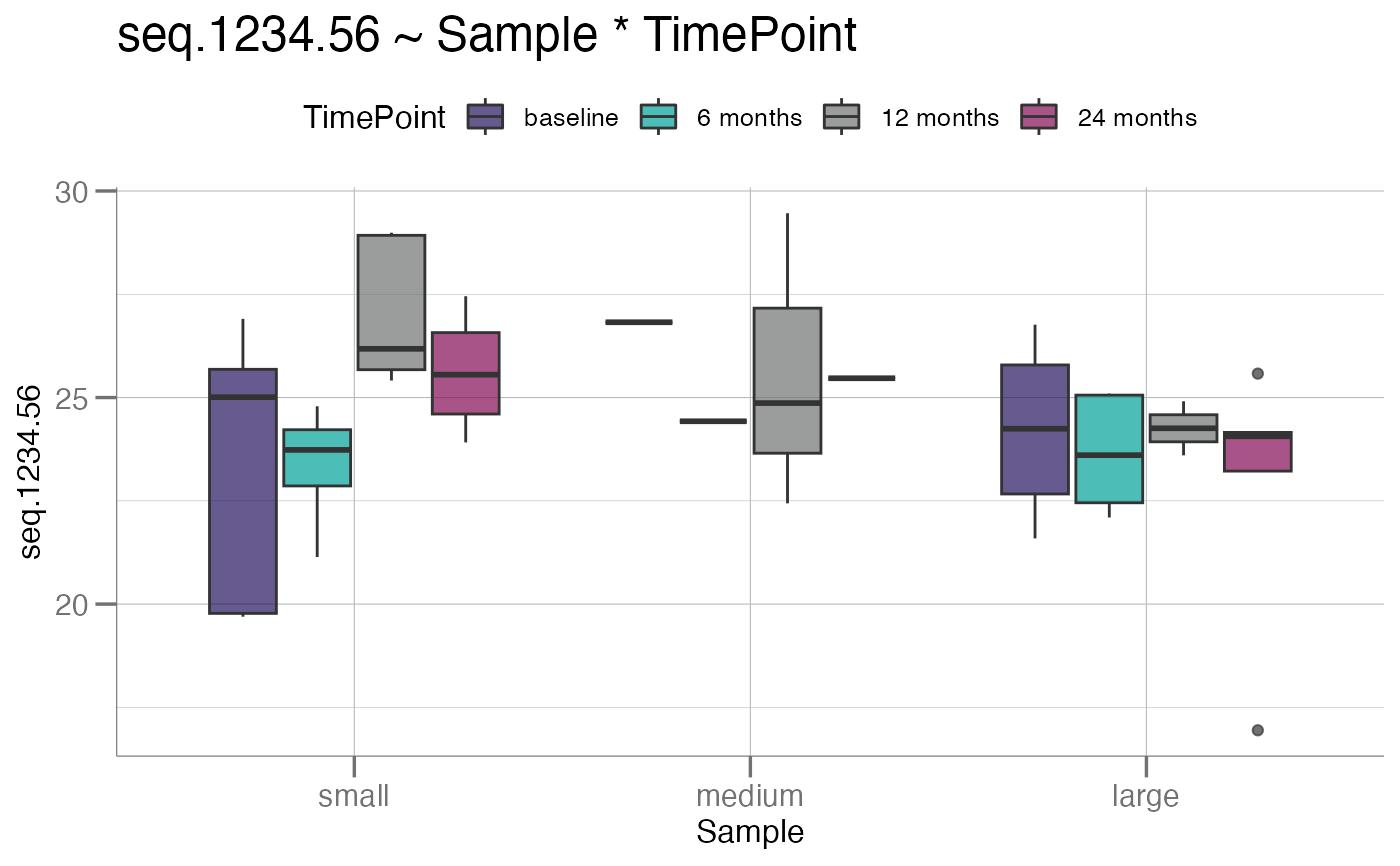 seq.1234.56 ~ Sample * TimePoint
TimePoint baseline 6 months 12 months 24 months
30
25
20
seq.1234.56
small medium large
Sample